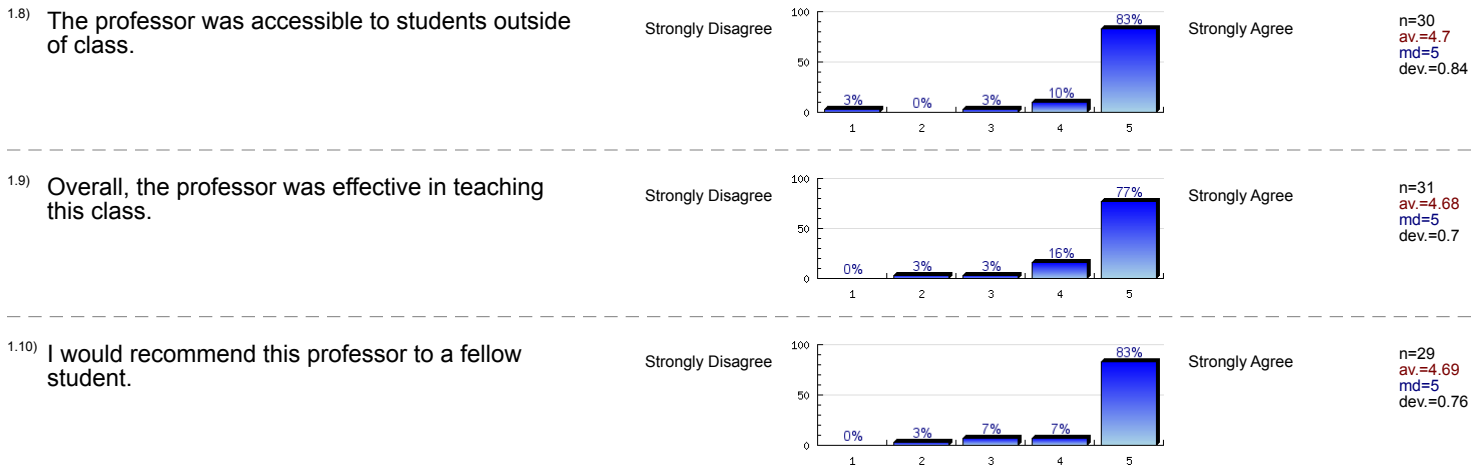 1.8) The professor was accessible to students outside
of class.
Strongly Disagree
100
50
0
3%
0%
3%
10%
83%
1 2 3 4 5
Strongly Agree
n=30
av.=4.7
md=5
dev.=0.84
1.9) Overall, the professor was effective in teaching
this class.
Strongly Disagree
100
50
0
0%
3%
3%
16%
77%
1 2 3 4 5
Strongly Agree
n=31
av.=4.68
md=5
dev.=0.7
1.10) I would recommend this professor to a fellow
student.
Strongly Disagree
100
50
0
0%
3%
7%
7%
83%
1 2 3 4 5
Strongly Agree
n=29
av.=4.69
md=5
dev.=0.76